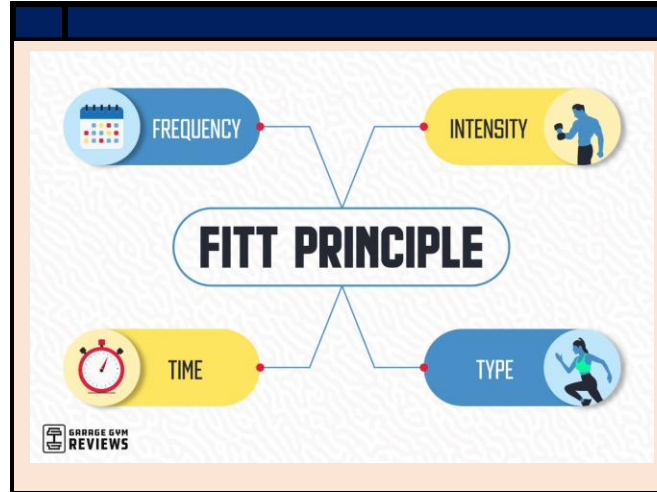 FREQUENCY
INTENSITY
FITT PRINCIPLE
TIME
TYPE
GARAGE GYM
REVIEWS